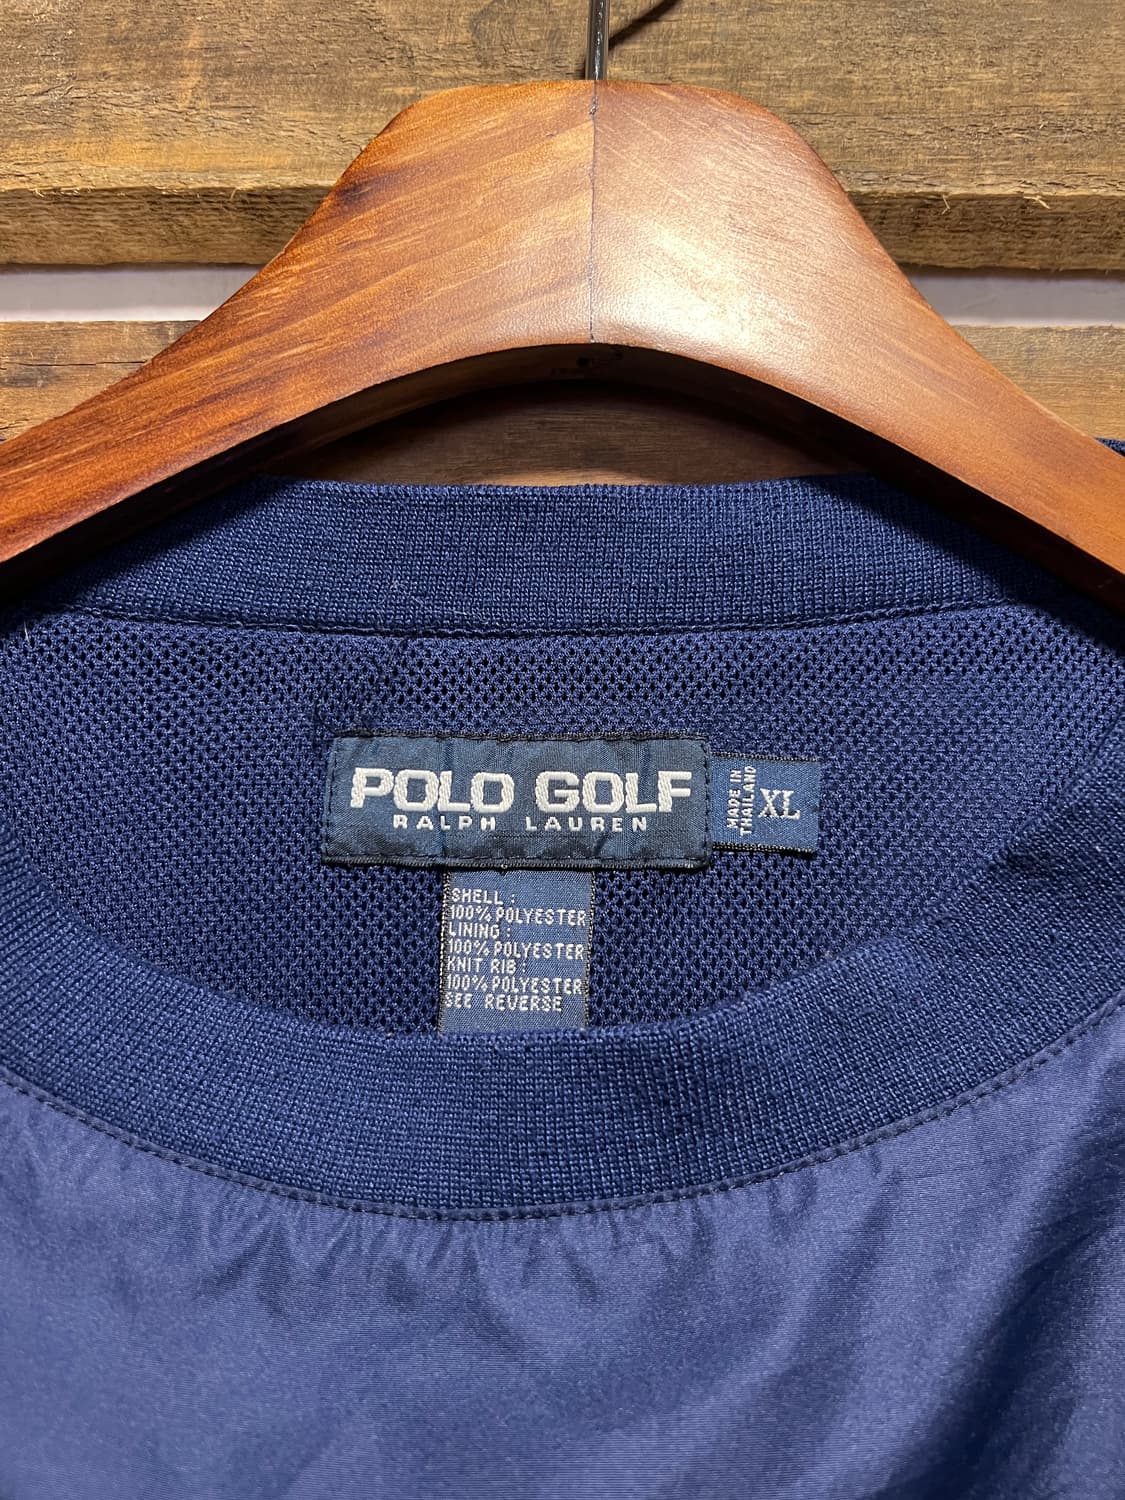 POLO GOLF
RALPH LAUREN
MADE IN
THAILAND
XL
SHELL :
100% POLYESTER
LINING :
100% POLYESTER
KNIT RIB :
100% POLYESTER
SEE REVERSE